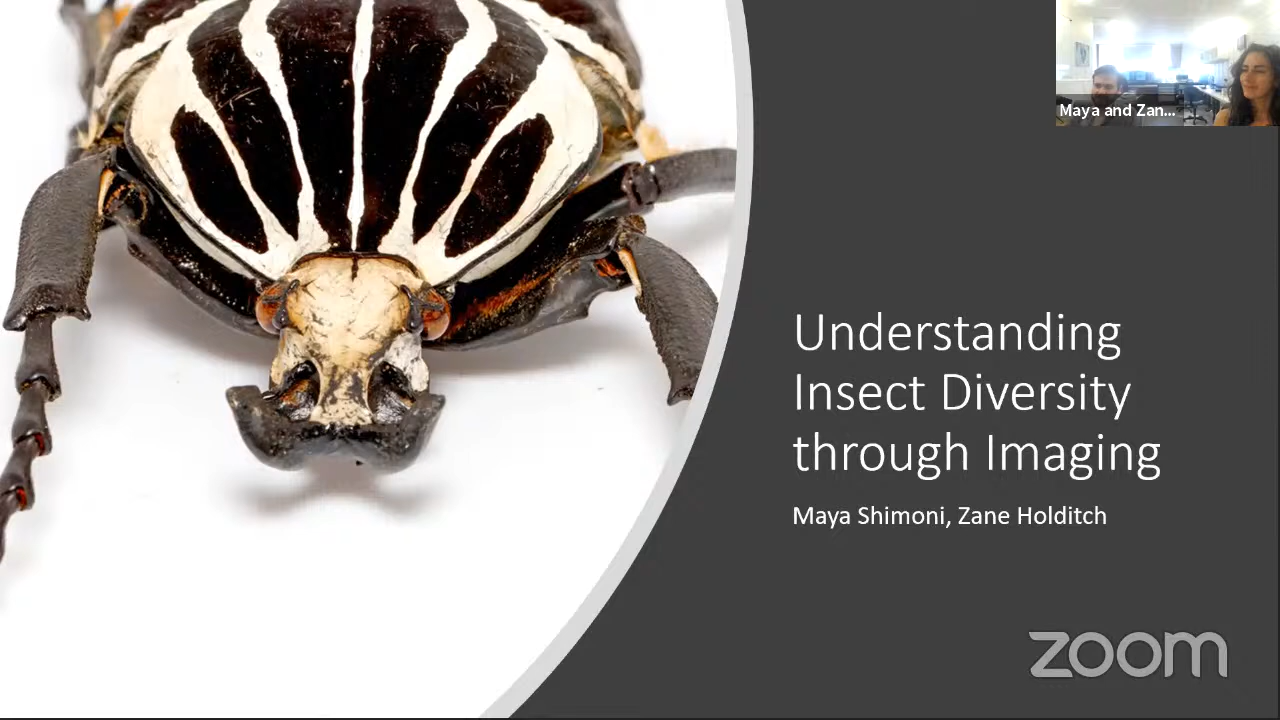 Maya and Zan...
Understanding
Insect Diversity
through Imaging
Maya Shimoni, Zane Holditch
zoom